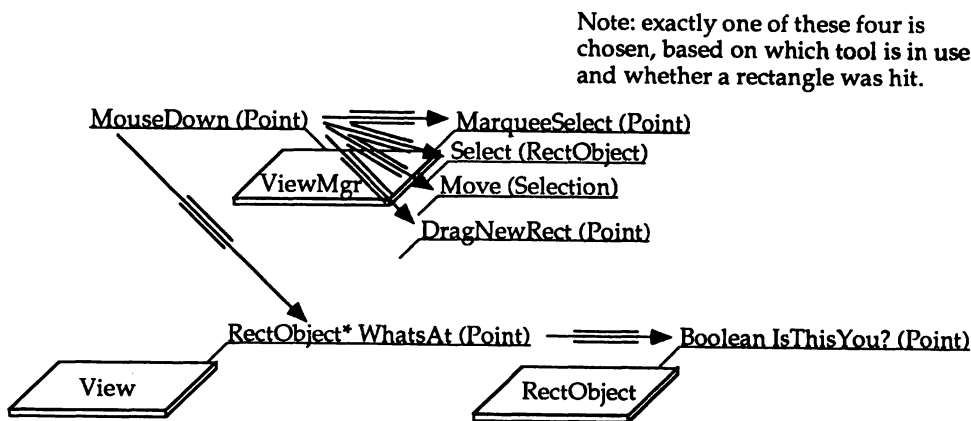 Note: exactly one of these four is
chosen, based on which tool is in use
and whether a rectangle was hit.
MouseDown (Point)
MarqueeSelect (Point)
Select (RectObject)
ViewMgr
Move (Selection)
DragNewRect (Point)
RectObject* WhatsAt (Point)
Boolean IsThisYou? (Point)
View
RectObject